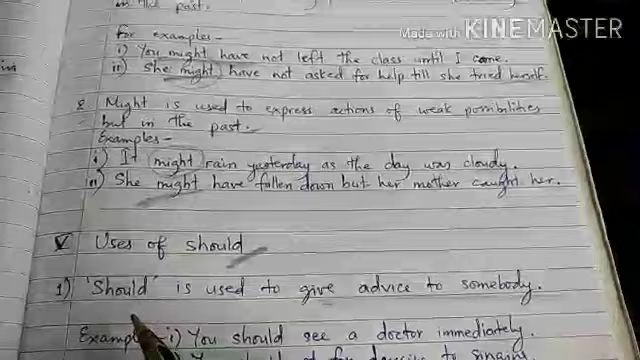 in the past.
Made with KINEMASTER
For examples-
i) You might have not left the class until I came.
ii) She might have not asked for help till she tried herself.
2. Might is used to express actions of weak possibilities
but in the past.
Examples-
i) It might rain yesterday as the day was cloudy.
ii) She might have fallen down but her mother caught her.
V Uses of should
1) 'Should' is used to give advice to somebody.
Examples i) You should see a doctor immediately.